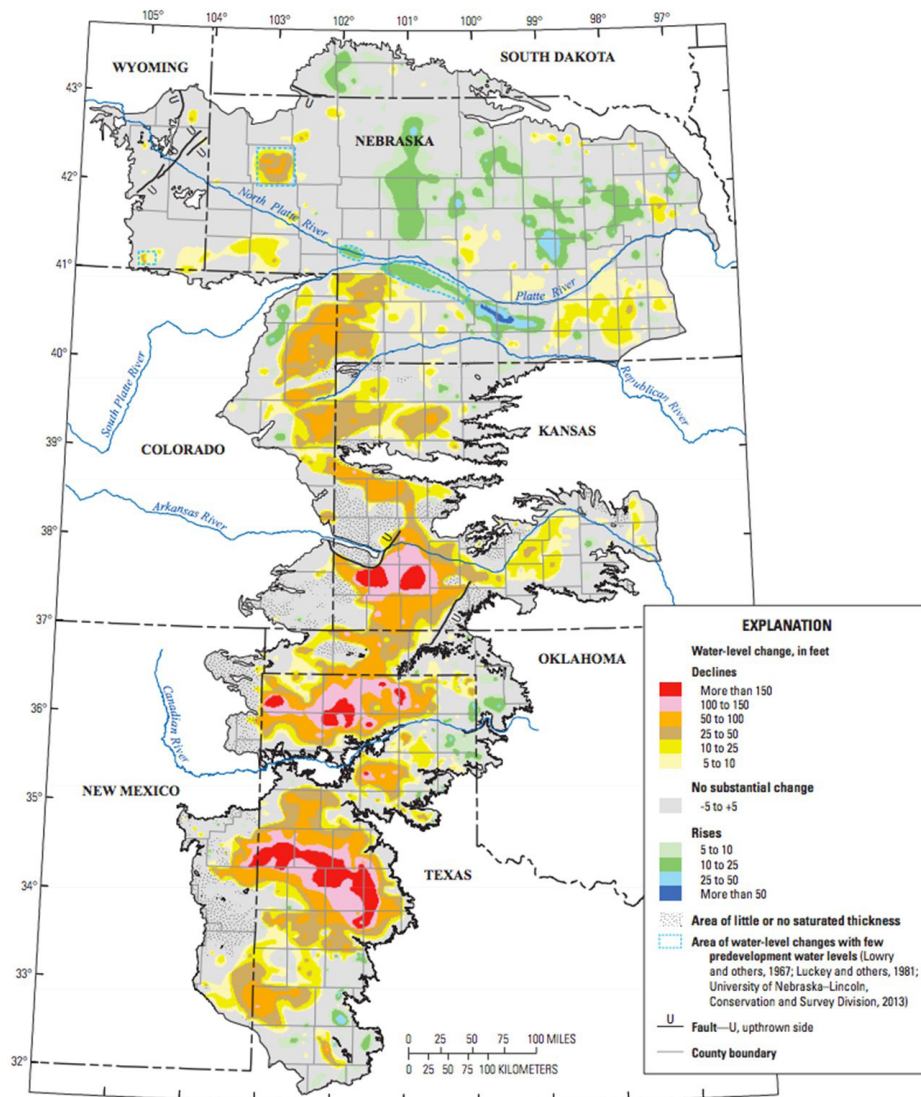 105° 104° 103° 102° 101° 100° 99° 98° 97°
SOUTH DAKOTA
WYOMING
43°
U
NEBRASKA
U
U
42°
U
U
North Platte River
41°
Platte River
40°
South Platte River
Republican River
39°
COLORADO
KANSAS
Arkansas River
38°
U
37°
U
OKLAHOMA
36°
Canadian River
35°
NEW MEXICO
TEXAS
34°
33°
32°
0 25 50 75 100 MILES
0 25 50 75 100 KILOMETERS
EXPLANATION
Water-level change, in feet
Declines
More than 150
100 to 150
50 to 100
25 to 50
10 to 25
5 to 10
No substantial change
-5 to +5
Rises
5 to 10
10 to 25
25 to 50
More than 50
Area of little or no saturated thickness
Area of water-level changes with few
predevelopment water levels (Lowry
and others, 1967; Luckey and others, 1981;
University of Nebraska–Lincoln,
Conservation and Survey Division, 2013)
U
Fault—U, upthrown side
County boundary